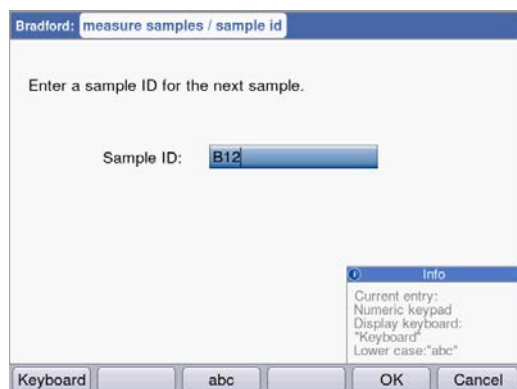 Bradford: measure samples / sample id
Enter a sample ID for the next sample.
Sample ID: B12
Info
Current entry:
Numeric keypad
Display keyboard:
"Keyboard"
Lower case:"abc"
Keyboard abc OK Cancel